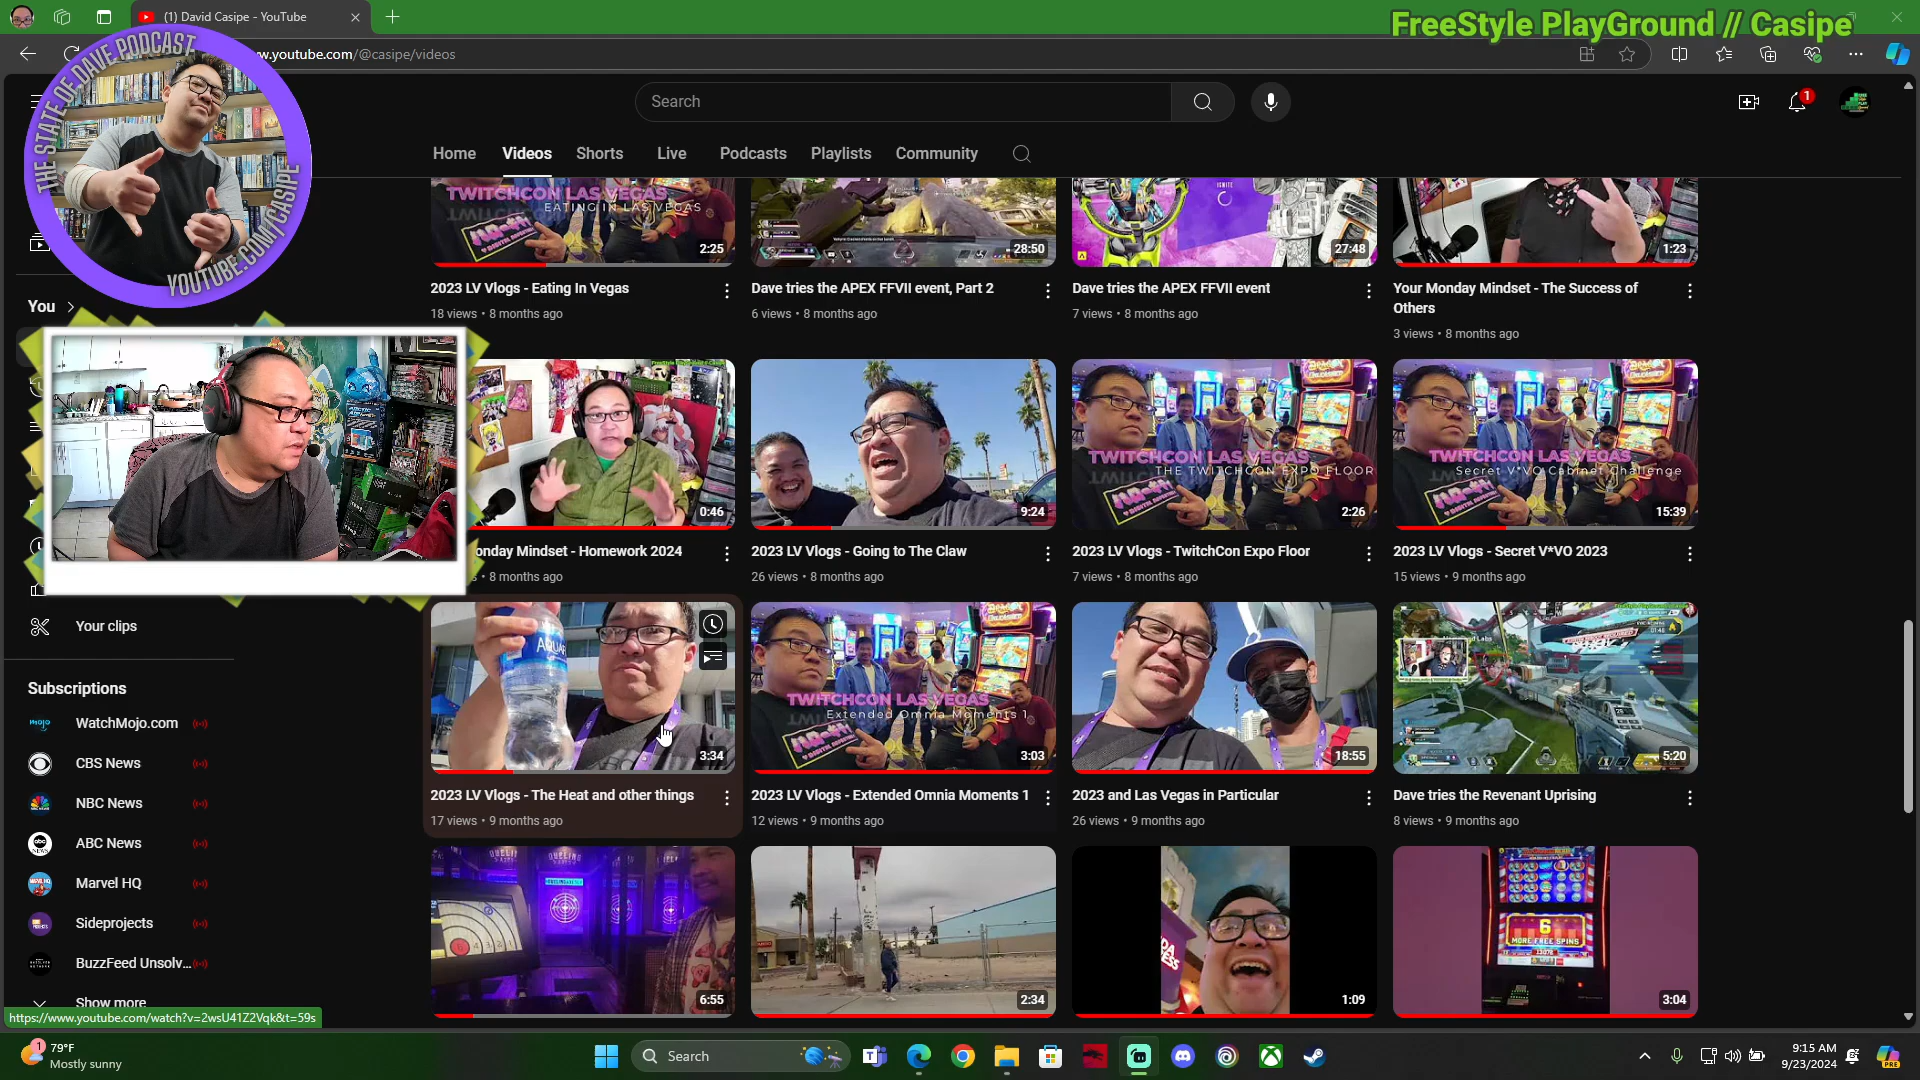 (1) David Casipe - YouTube
FreeStyle PlayGround // Casipe
w.youtube.com/@casipe/videos
THE STATE OF DAVE PODCAST
YOUTUBE.COM/CASIPE
Search
1
Home Videos Shorts Live Podcasts Playlists Community
TWITCHCON LAS VEGAS
EATING IN LAS VEGAS
IGNITE
2:25
28:50
27:48
1:23
You
2023 LV Vlogs - Eating In Vegas
18 views • 8 months ago
Dave tries the APEX FFVII event, Part 2
6 views • 8 months ago
Dave tries the APEX FFVII event
7 views • 8 months ago
Your Monday Mindset - The Success of
Others
3 views • 8 months ago
TWITCHCON LAS VEGAS
THE TWITCHCON EXPO FLOOR
TWITCHCON LAS VEGAS
Secret V*VO Cabinet Challenge
0:46
9:24
2:26
15:39
onday Mindset - Homework 2024
• 8 months ago
2023 LV Vlogs - Going to The Claw
26 views • 8 months ago
2023 LV Vlogs - TwitchCon Expo Floor
7 views • 8 months ago
2023 LV Vlogs - Secret V*VO 2023
15 views • 9 months ago
Your clips
AQUA
TWITCHCON LAS VEGAS
Extended Omnia Moments 1
3:34
3:03
18:55
5:20
2023 LV Vlogs - The Heat and other things
17 views • 9 months ago
2023 LV Vlogs - Extended Omnia Moments 1
12 views • 9 months ago
2023 and Las Vegas in Particular
26 views • 9 months ago
Dave tries the Revenant Uprising
8 views • 9 months ago
Subscriptions
WatchMojo.com
CBS News
NBC News
ABC News
Marvel HQ
Sideprojects
BuzzFeed Unsolv...
Show more
6
MORE FREE SPINS
6:55
2:34
1:09
3:04
https://www.youtube.com/watch?v=2wsU41Z2Vqk&t=59s
1
79°F
Mostly sunny
Search
9:15 AM
9/23/2024